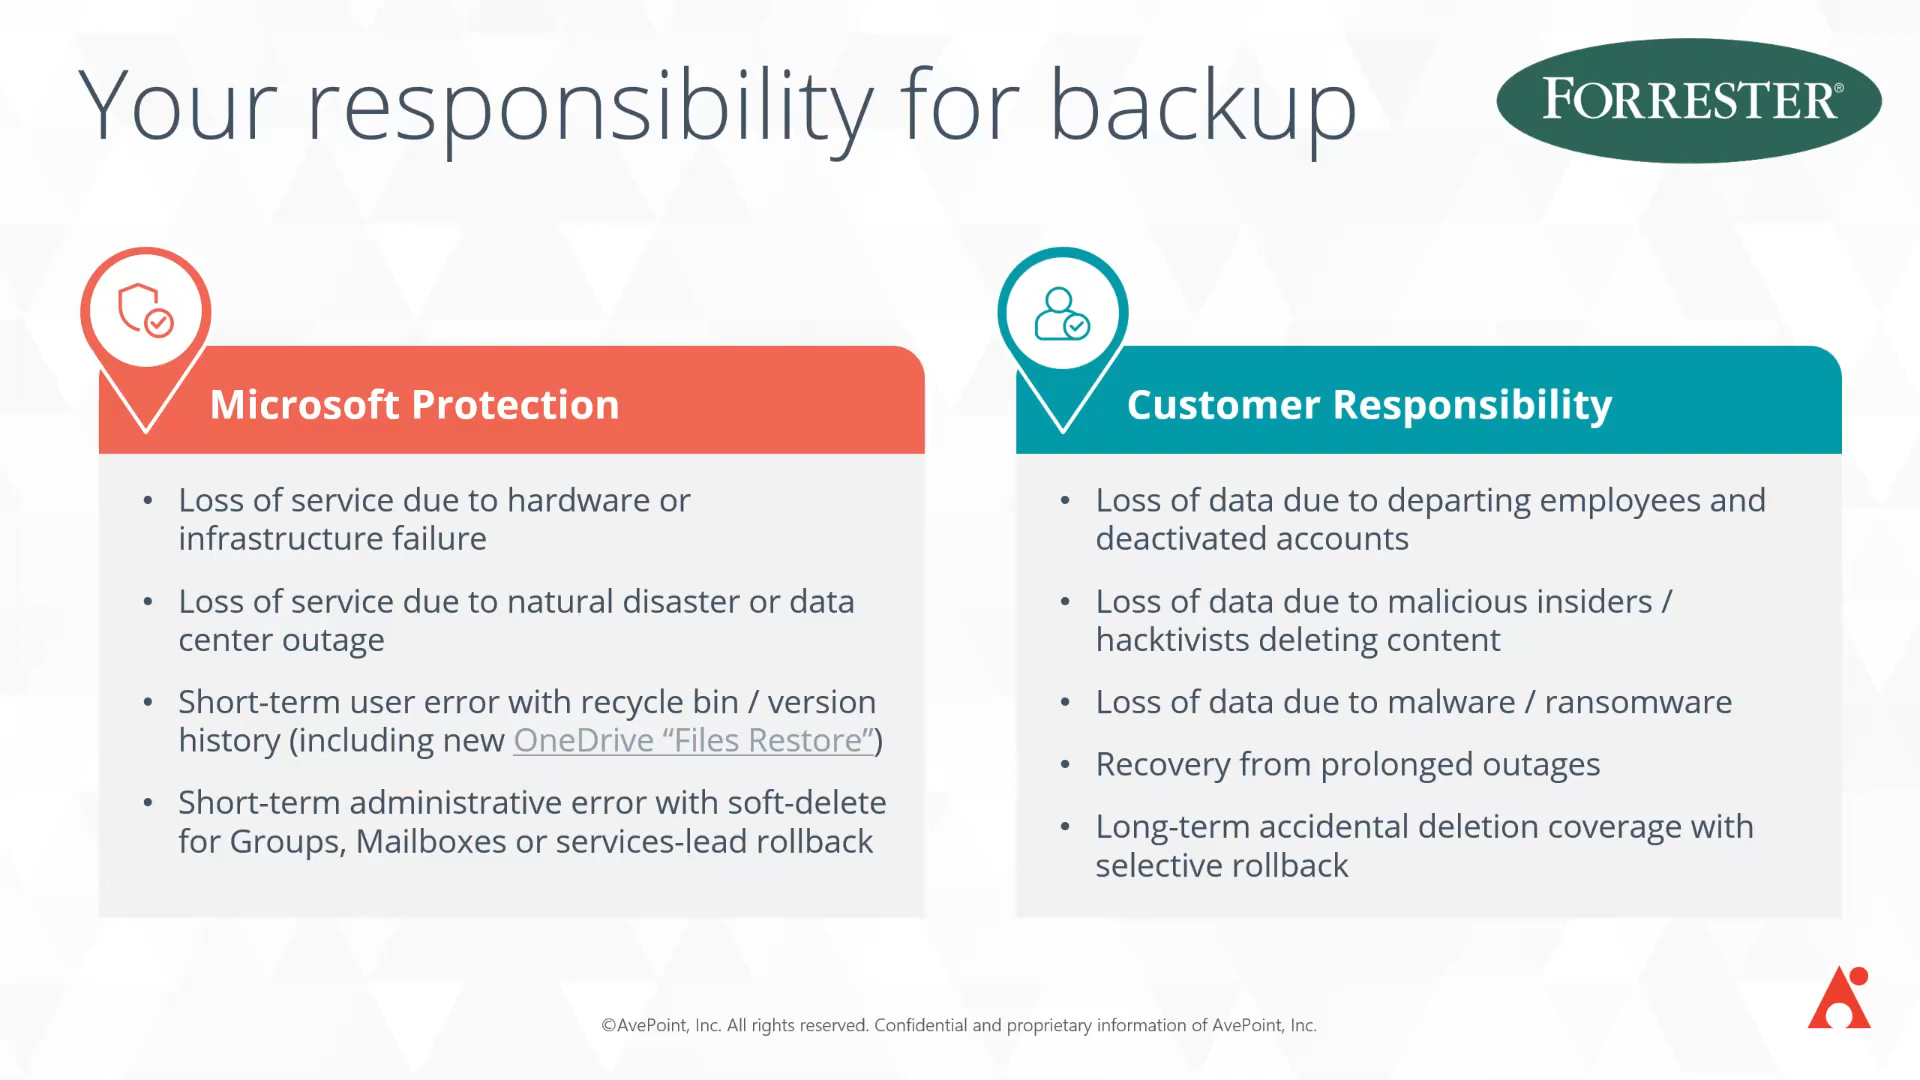 Your responsibility for backup
FORRESTER®
Microsoft Protection
• Loss of service due to hardware or
infrastructure failure
• Loss of service due to natural disaster or data
center outage
• Short-term user error with recycle bin / version
history (including new OneDrive “Files Restore”)
• Short-term administrative error with soft-delete
for Groups, Mailboxes or services-lead rollback
Customer Responsibility
• Loss of data due to departing employees and
deactivated accounts
• Loss of data due to malicious insiders /
hacktivists deleting content
• Loss of data due to malware / ransomware
• Recovery from prolonged outages
• Long-term accidental deletion coverage with
selective rollback
©AvePoint, Inc. All rights reserved. Confidential and proprietary information of AvePoint, Inc.